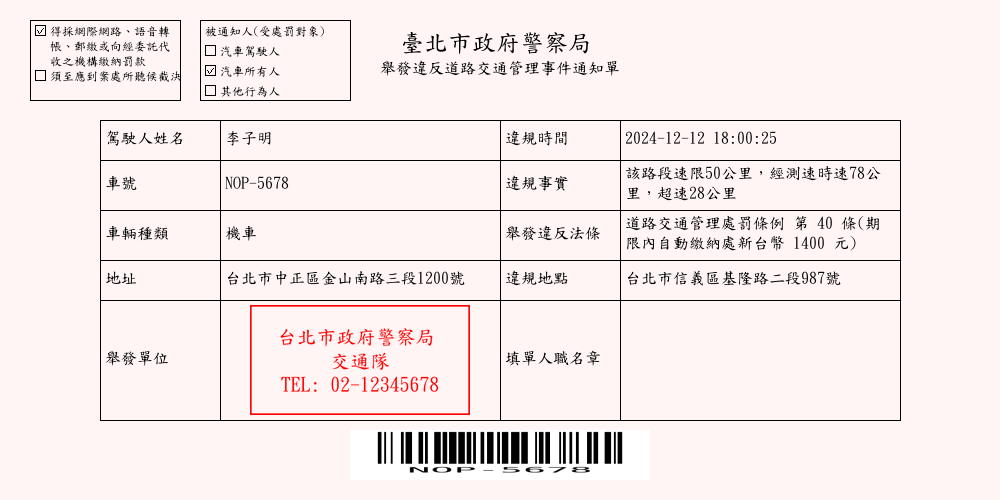 得採網際網路、語音轉
帳、郵繳或向經委託代
收之機構繳納罰款
須至應到案處所聽候裁決
被通知人(受處罰對象)
汽車駕駛人
汽車所有人
其他行為人
臺北市政府警察局
舉發違反道路交通管理事件通知單
駕駛人姓名
李子明
違規時間
2024-12-12 18:00:25
車號
NOP-5678
違規事實
該路段速限50公里，經測速時速78公
里，超速28公里
車輛種類
機車
舉發違反法條
道路交通管理處罰條例 第 40 條(期
限內自動繳納處新台幣 1400 元)
地址
台北市中正區金山南路三段1200號
違規地點
台北市信義區基隆路二段987號
舉發單位
台北市政府警察局
交通隊
TEL: 02-12345678
填單人職名章
NOP-5678